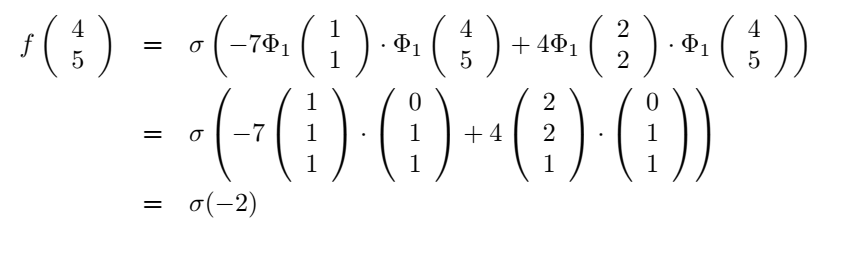 f ( 4 5 ) = σ ( −7Φ₁ ( 1 1 ) · Φ₁ ( 4 5 ) + 4Φ₁ ( 2 2 ) · Φ₁ ( 4 5 ) )
= σ ( −7 ( 1 1 1 ) · ( 0 1 1 ) + 4 ( 2 2 1 ) · ( 0 1 1 ) )
= σ(−2)